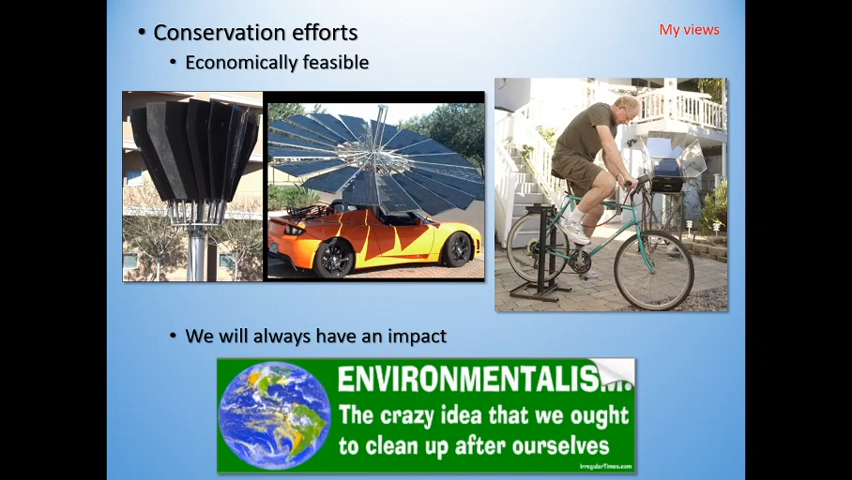 • Conservation efforts
My views
• Economically feasible
• We will always have an impact
ENVIRONMENTALIS
The crazy idea that we ought
to clean up after ourselves
IrregularTimes.com